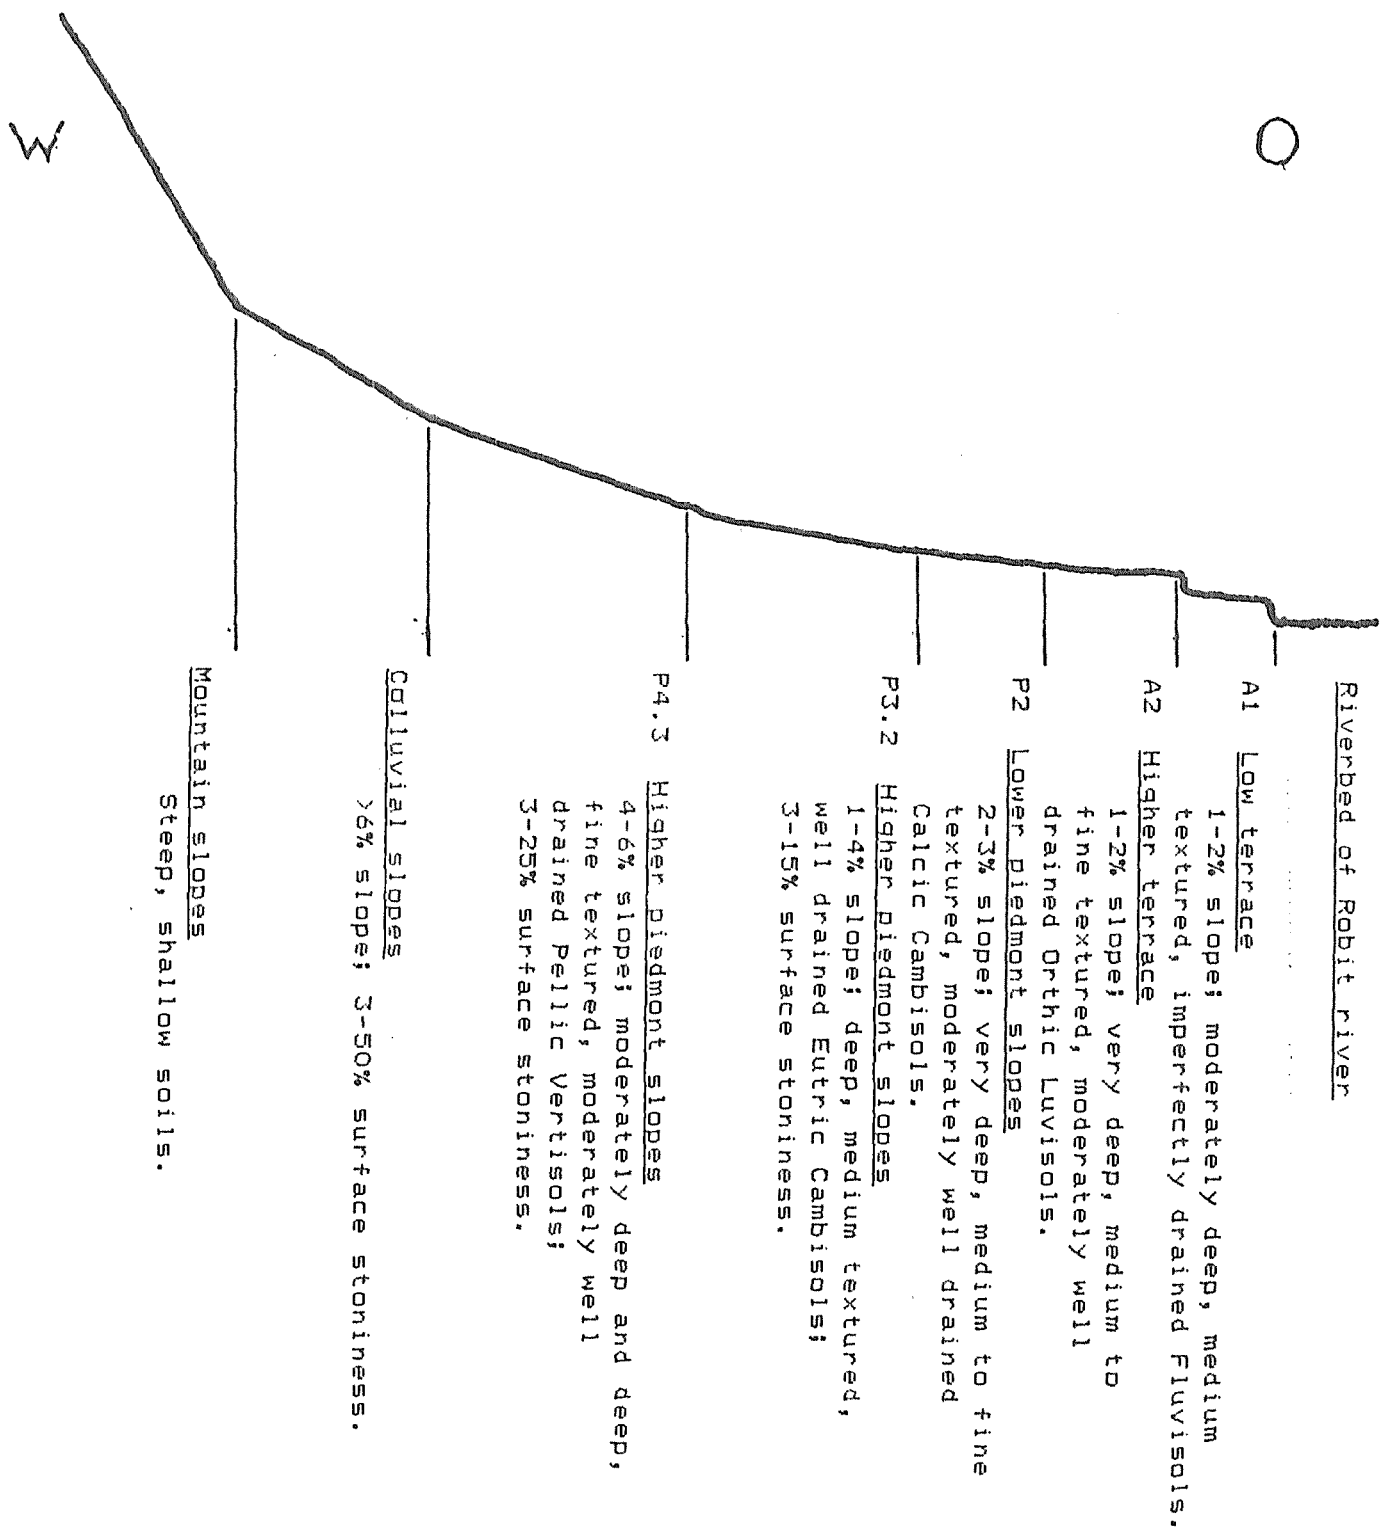 W
O
Riverbed of Robit river
A1 Low terrace
1-2% slope; moderately deep, medium
textured, imperfectly drained Fluvisols.
A2 Higher terrace
1-2% slope; very deep, medium to
fine textured, moderately well
drained Orthic Luvisols.
P2 Lower piedmont slopes
2-3% slope; very deep, medium to fine
textured, moderately well drained
Calcic Cambisols.
P3.2 Higher piedmont slopes
1-4% slope; deep, medium textured,
well drained Eutric Cambisols;
3-15% surface stoniness.
P4.3 Higher piedmont slopes
4-6% slope; moderately deep and deep,
fine textured, moderately well
drained Pellic Vertisols;
3-25% surface stoniness.
Colluvial slopes
>6% slope; 3-50% surface stoniness.
Mountain slopes
Steep, shallow soils.